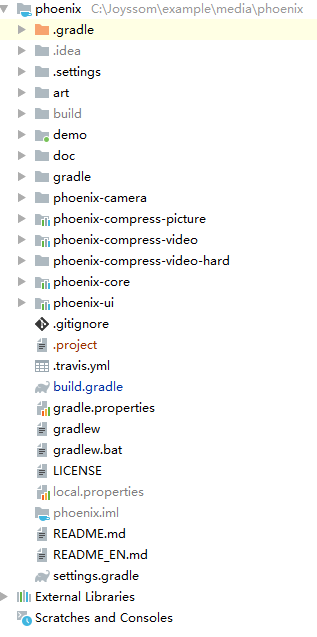 phoenix C:\Joyssom\example\media\phoenix
.gradle
.idea
.settings
art
build
demo
doc
gradle
phoenix-camera
phoenix-compress-picture
phoenix-compress-video
phoenix-compress-video-hard
phoenix-core
phoenix-ui
.gitignore
.project
.travis.yml
build.gradle
gradle.properties
gradlew
gradlew.bat
LICENSE
local.properties
phoenix.iml
README.md
README_EN.md
settings.gradle
External Libraries
Scratches and Consoles